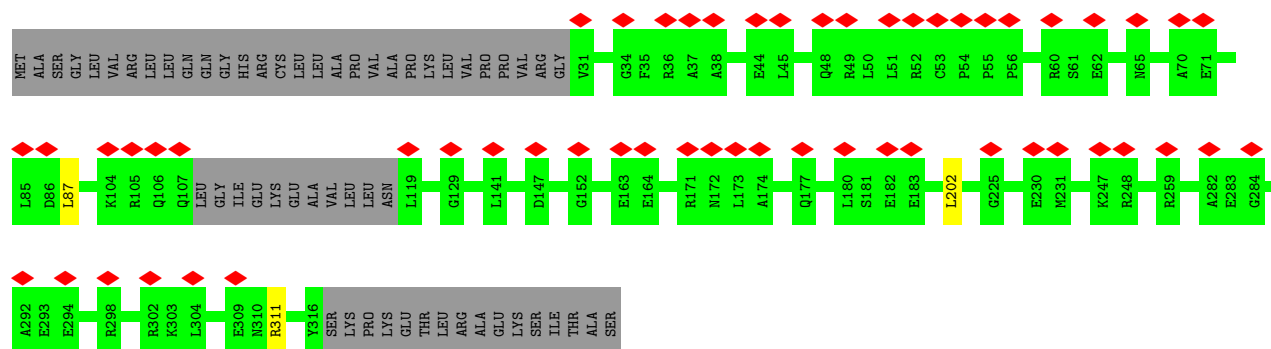 MET ALA SER GLY LEU VAL ARG LEU LEU GLN GLN GLY HIS ARG CYS LEU LEU ALA PRO VAL ALA PRO LYS LEU VAL PRO PRO VAL ARG GLY V31 G34 F35 R36 A37 A38 E44 L45 Q48 R49 L50 L51 R52 C53 P54 P55 P56 R60 S61 E62 N65 A70 E71
L85 D86 L87 K104 R105 Q106 Q107 LEU GLY ILE GLU LYS GLU ALA VAL LEU LEU ASN L119 G129 L141 D147 G152 E163 E164 R171 N172 L173 A174 Q177 L180 S181 E182 E183 L202 G225 E230 M231 K247 R248 R259 A282 E283 G284
A292 E293 E294 R298 R302 K303 L304 E309 N310 R311 Y316 SER LYS PRO LYS GLU THR LEU ARG ALA GLU LYS SER ILE THR ALA SER